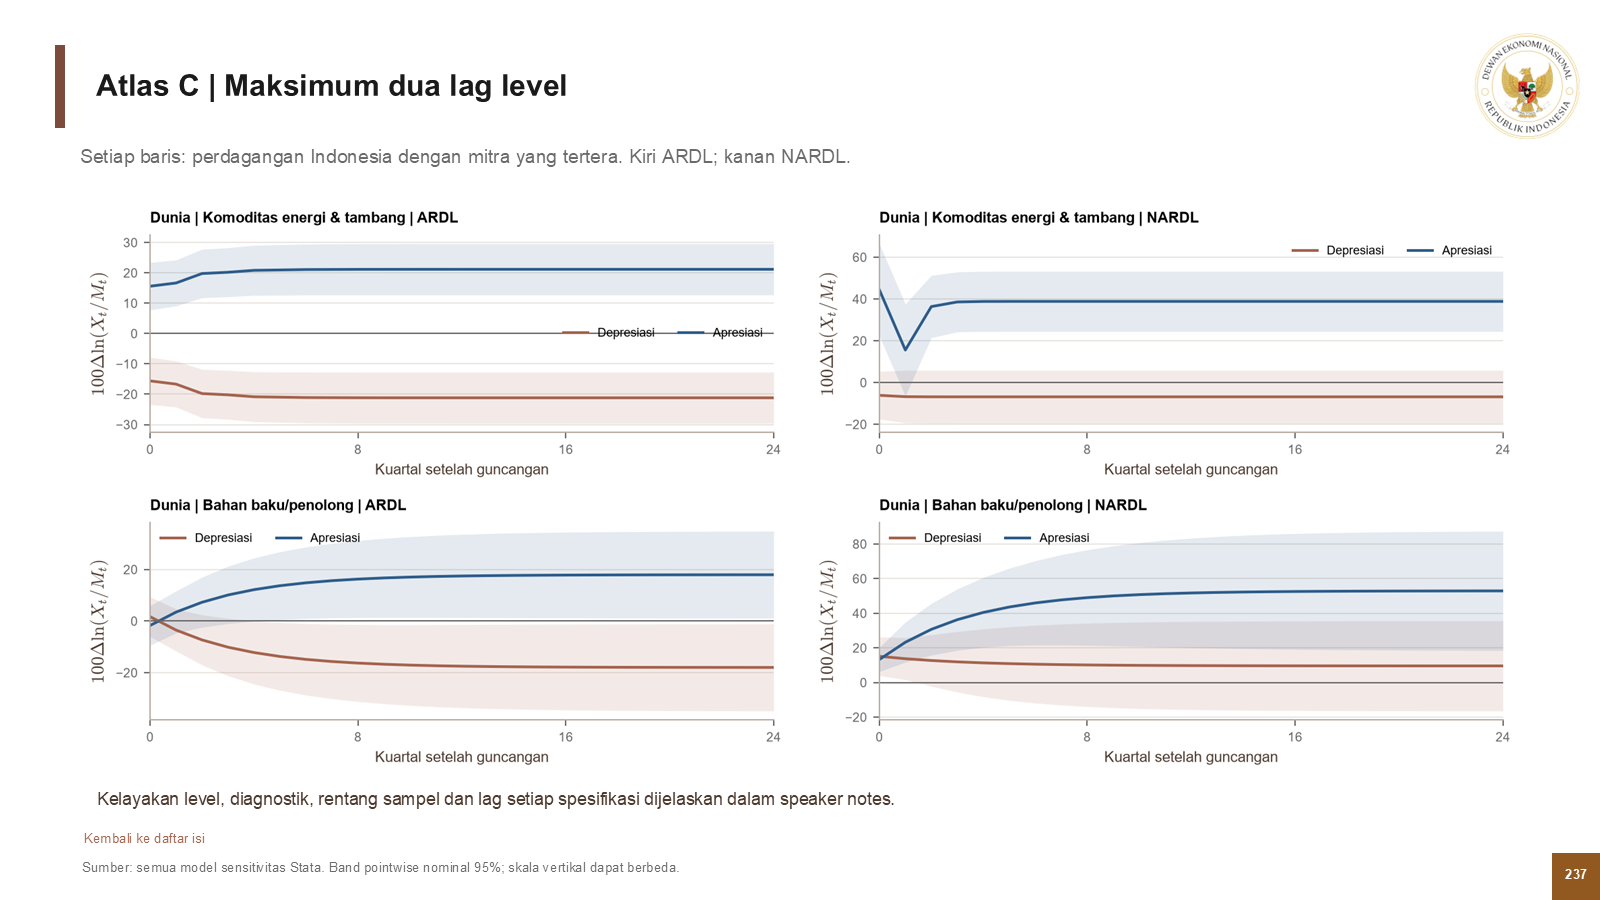 Atlas C | Maksimum dua lag level
DEWAN EKONOMI NASIONAL
REPUBLIK INDONESIA
Setiap baris: perdagangan Indonesia dengan mitra yang tertera. Kiri ARDL; kanan NARDL.
Dunia | Komoditas energi & tambang | ARDL
100Δln(Xₜ/Mₜ)
30
20
10
0
−10
−20
−30
Depresiasi
Apresiasi
0
8
16
24
Kuartal setelah guncangan
Dunia | Komoditas energi & tambang | NARDL
100Δln(Xₜ/Mₜ)
60
40
20
0
−20
Depresiasi
Apresiasi
0
8
16
24
Kuartal setelah guncangan
Dunia | Bahan baku/penolong | ARDL
100Δln(Xₜ/Mₜ)
20
0
−20
Depresiasi
Apresiasi
0
8
16
24
Kuartal setelah guncangan
Dunia | Bahan baku/penolong | NARDL
100Δln(Xₜ/Mₜ)
80
60
40
20
0
−20
Depresiasi
Apresiasi
0
8
16
24
Kuartal setelah guncangan
Kelayakan level, diagnostik, rentang sampel dan lag setiap spesifikasi dijelaskan dalam speaker notes.
Kembali ke daftar isi
Sumber: semua model sensitivitas Stata. Band pointwise nominal 95%; skala vertikal dapat berbeda.
237